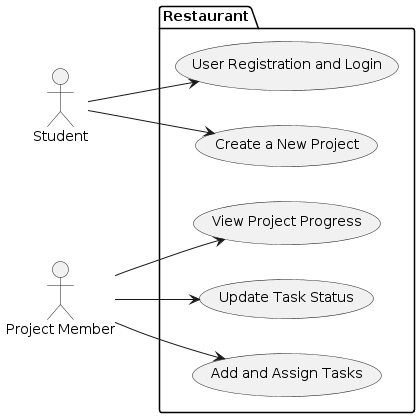 Restaurant
User Registration and Login
Student
Create a New Project
View Project Progress
Update Task Status
Project Member
Add and Assign Tasks